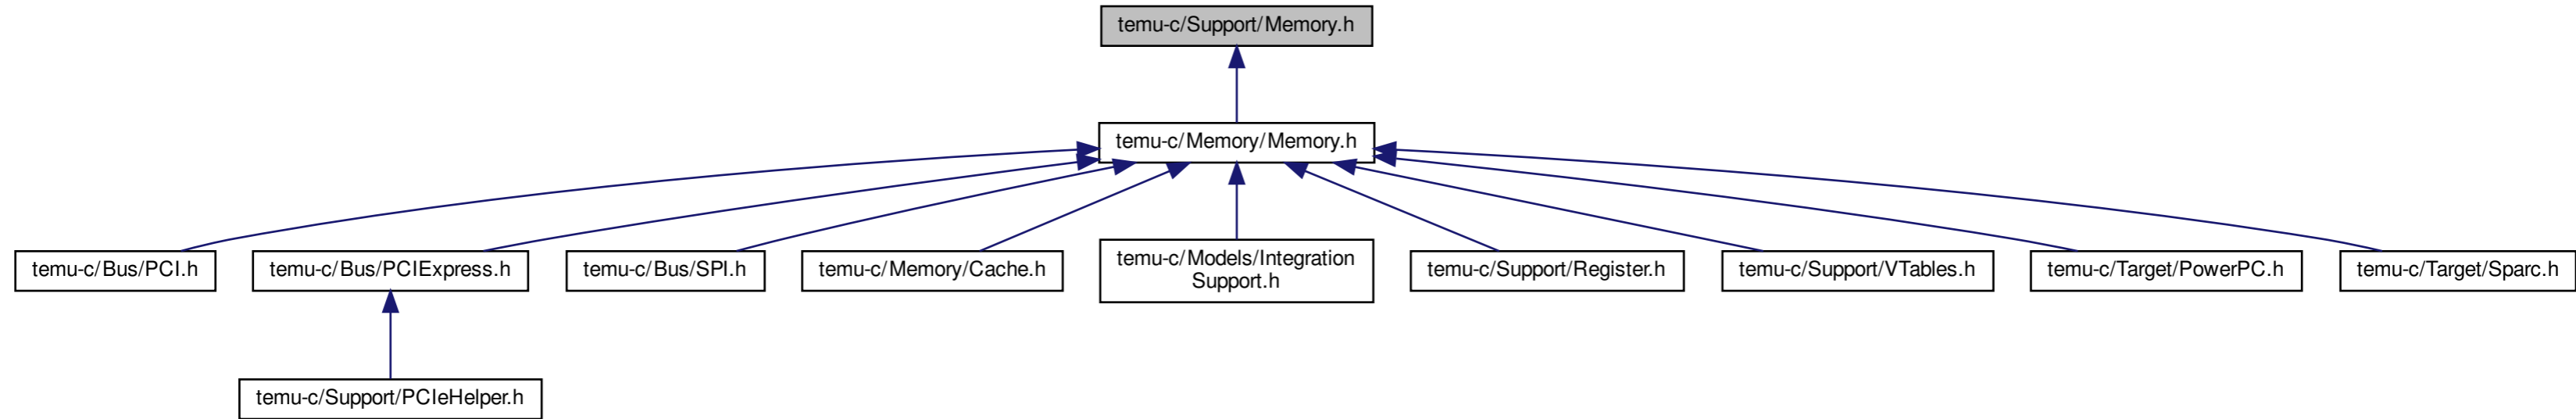 temu-c/Support/Memory.h
temu-c/Memory/Memory.h
temu-c/Bus/PCI.h
temu-c/Bus/PCIExpress.h
temu-c/Bus/SPI.h
temu-c/Memory/Cache.h
temu-c/Models/Integration
Support.h
temu-c/Support/Register.h
temu-c/Support/VTables.h
temu-c/Target/PowerPC.h
temu-c/Target/Sparc.h
temu-c/Support/PCIeHelper.h